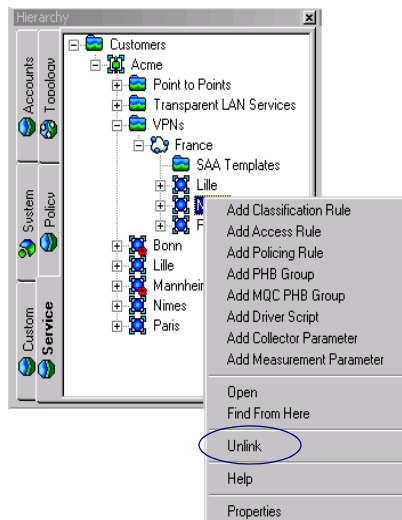 Hierarchy
Accounts
Topology
System
Policy
Custom
Service
Customers
Acme
Point to Points
Transparent LAN Services
VPNs
France
SAA Templates
Lille
N
F
Bonn
Lille
Mannheim
Nimes
Paris
Add Classification Rule
Add Access Rule
Add Policing Rule
Add PHB Group
Add MQC PHB Group
Add Driver Script
Add Collector Parameter
Add Measurement Parameter
Open
Find From Here
Unlink
Help
Properties